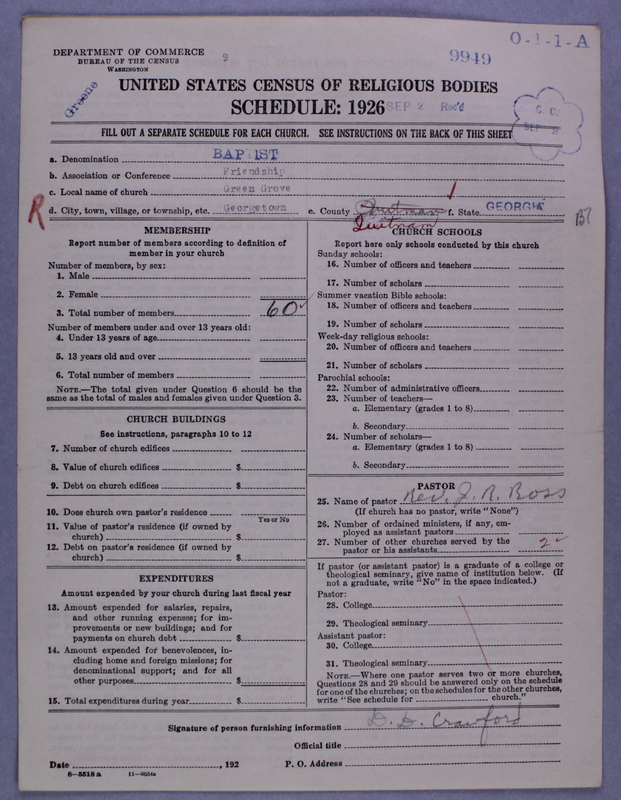 O-1-1-A
DEPARTMENT OF COMMERCE
BUREAU OF THE CENSUS
WASHINGTON
9
9949
Greene
UNITED STATES CENSUS OF RELIGIOUS BODIES
SCHEDULE: 1926
SEP 2 Rec'd
C. C.
SEP 2
FILL OUT A SEPARATE SCHEDULE FOR EACH CHURCH. SEE INSTRUCTIONS ON THE BACK OF THIS SHEET
a. Denomination BAPTIST
b. Association or Conference Friendship
c. Local name of church Green Grove
R d. City, town, village, or township, etc. Georgetown e. County Quitman f. State GEORGIA
Quitman
MEMBERSHIP
Report number of members according to definition of
member in your church
Number of members, by sex:
1. Male
2. Female
3. Total number of members 60
Number of members under and over 13 years old:
4. Under 13 years of age
5. 13 years old and over
6. Total number of members
NOTE.—The total given under Question 6 should be the
same as the total of males and females given under Question 3.
CHURCH BUILDINGS
See instructions, paragraphs 10 to 12
7. Number of church edifices
8. Value of church edifices $
9. Debt on church edifices $
10. Does church own pastor's residence
Yes or No
11. Value of pastor's residence (if owned by
church) $
12. Debt on pastor's residence (if owned by
church) $
EXPENDITURES
Amount expended by your church during last fiscal year
13. Amount expended for salaries, repairs,
and other running expenses; for im-
provements or new buildings; and for
payments on church debt $
14. Amount expended for benevolences, in-
cluding home and foreign missions; for
denominational support; and for all
other purposes $
15. Total expenditures during year $
CHURCH SCHOOLS
Report here only schools conducted by this church
Sunday schools:
16. Number of officers and teachers
17. Number of scholars
Summer vacation Bible schools:
18. Number of officers and teachers
19. Number of scholars
Week-day religious schools:
20. Number of officers and teachers
21. Number of scholars
Parochial schools:
22. Number of administrative officers
23. Number of teachers—
a. Elementary (grades 1 to 8)
b. Secondary
24. Number of scholars—
a. Elementary (grades 1 to 8)
b. Secondary
PASTOR
25. Name of pastor Rev. J. R. Ross
(If church has no pastor, write "None")
26. Number of ordained ministers, if any, em-
ployed as assistant pastors
27. Number of other churches served by the
pastor or his assistants 2
If pastor (or assistant pastor) is a graduate of a college or
theological seminary, give name of institution below. (If
not a graduate, write "No" in the space indicated.)
Pastor:
28. College
29. Theological seminary
Assistant pastor:
30. College
31. Theological seminary
NOTE.—Where one pastor serves two or more churches,
Questions 28 and 29 should be answered only on the schedule
for one of the churches; on the schedules for the other churches,
write "See schedule for church."
Signature of person furnishing information D. D. Crawford
Official title
Date , 192 P. O. Address
8—5518 a 11—9664a